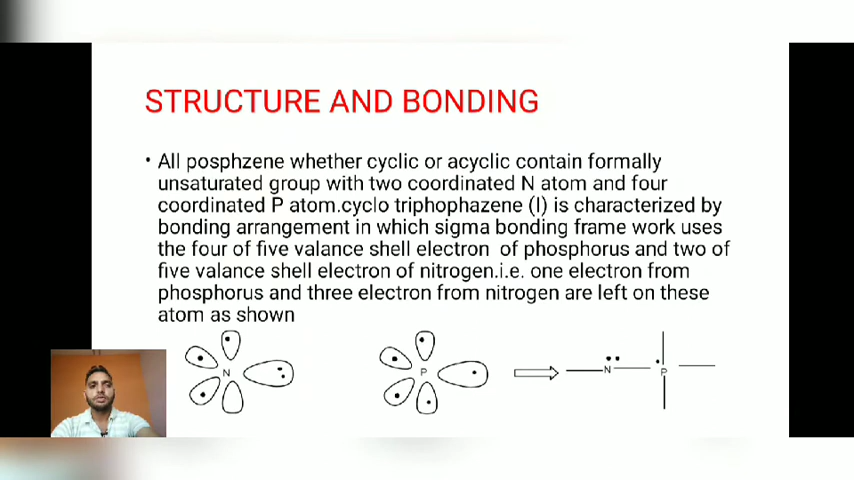 STRUCTURE AND BONDING
• All posphzene whether cyclic or acyclic contain formally
unsaturated group with two coordinated N atom and four
coordinated P atom.cyclo triphophazene (I) is characterized by
bonding arrangement in which sigma bonding frame work uses
the four of five valance shell electron of phosphorus and two of
five valance shell electron of nitrogen.i.e. one electron from
phosphorus and three electron from nitrogen are left on these
atom as shown
N P N P